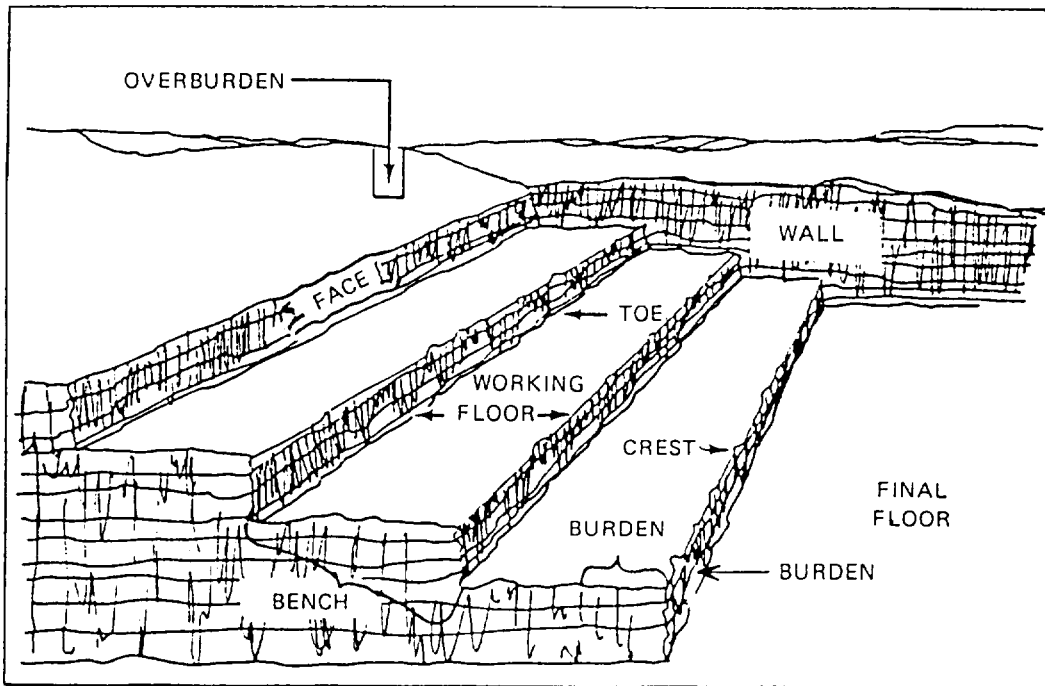 OVERBURDEN
WALL
FACE
TOE
WORKING
FLOOR
CREST
FINAL
FLOOR
BURDEN
BURDEN
BENCH